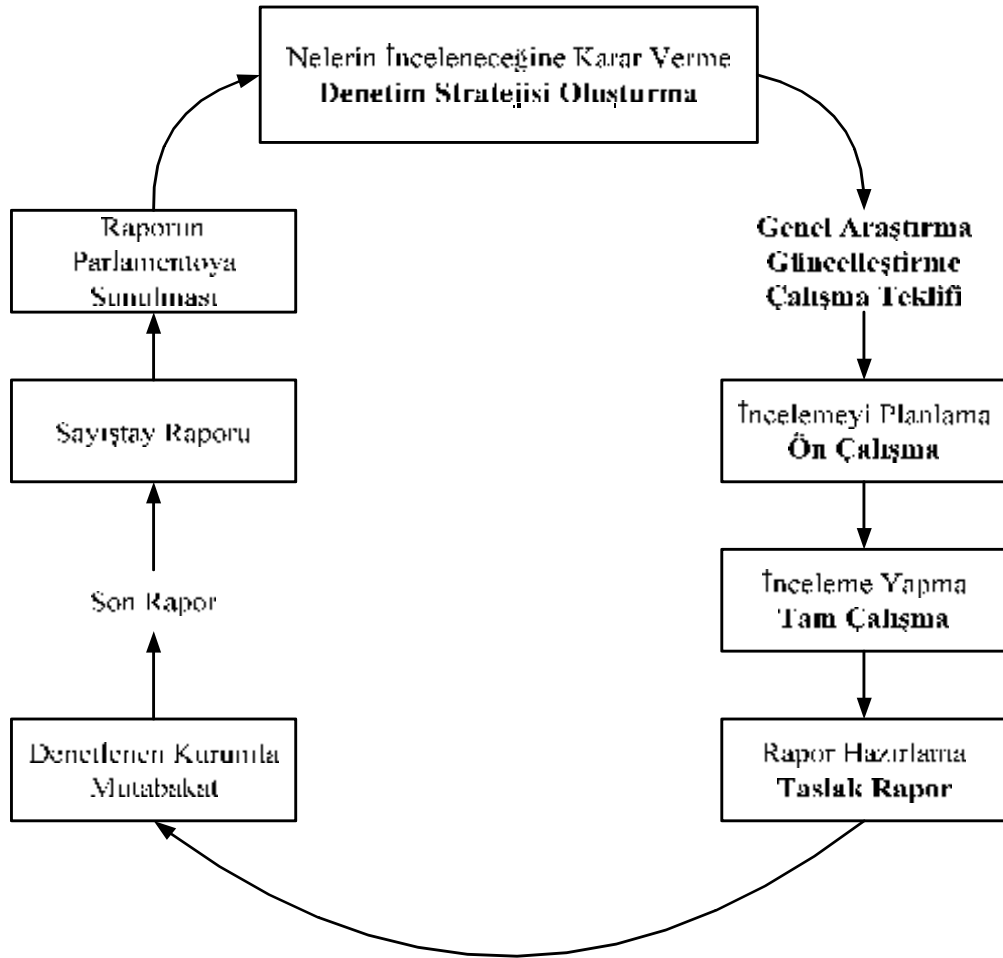 Nelerin İnceleneceğine Karar Verme
Denetim Stratejisi Oluşturma
Genel Araştırma
Güncelleştirme
Çalışma Teklifi
İncelemeyi Planlama
Ön Çalışma
İnceleme Yapma
Tam Çalışma
Rapor Hazırlama
Taslak Rapor
Denetlenen Kurumla
Mutabakat
Son Rapor
Sayıştay Raporu
Raporun
Parlamentoya
Sunulması